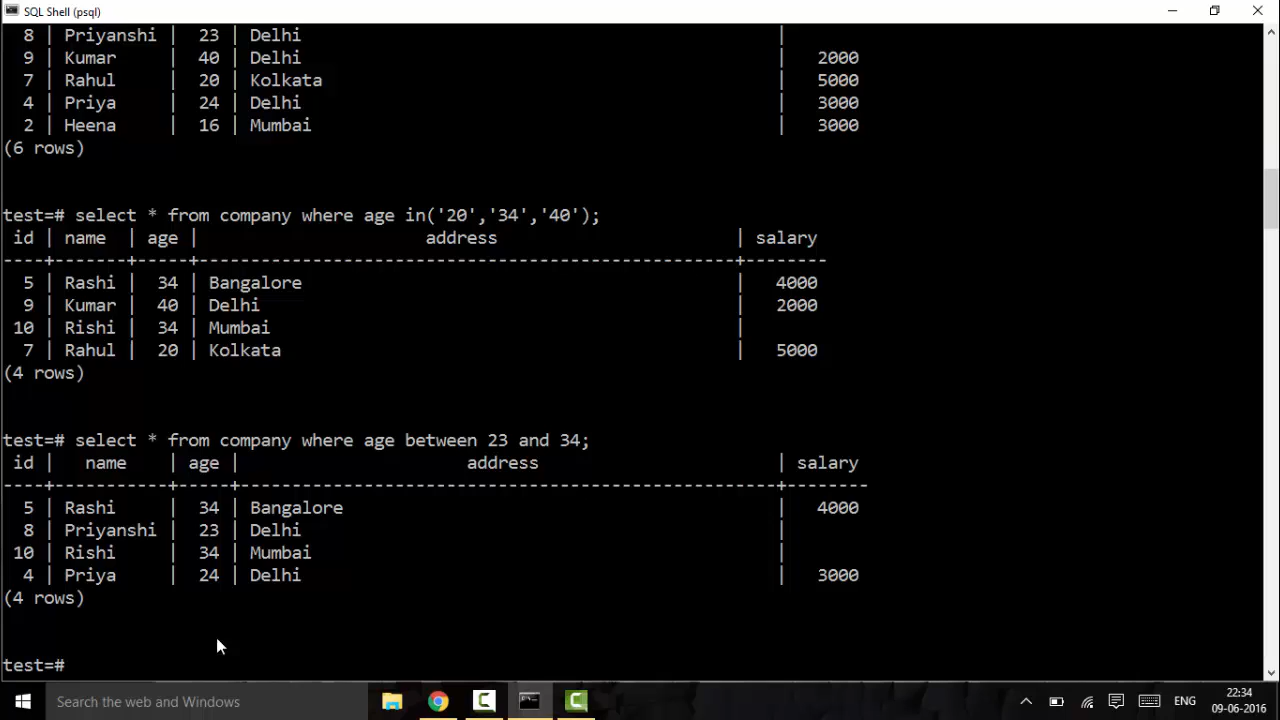 SQL Shell (psql)
8 | Priyanshi | 23 | Delhi |
9 | Kumar | 40 | Delhi | 2000
7 | Rahul | 20 | Kolkata | 5000
4 | Priya | 24 | Delhi | 3000
2 | Heena | 16 | Mumbai | 3000
(6 rows)
test=# select * from company where age in('20','34','40');
id | name | age | address | salary
----+-------+-----+----------------------------------------------------+--------
5 | Rashi | 34 | Bangalore | 4000
9 | Kumar | 40 | Delhi | 2000
10 | Rishi | 34 | Mumbai |
7 | Rahul | 20 | Kolkata | 5000
(4 rows)
test=# select * from company where age between 23 and 34;
id | name | age | address | salary
----+-----------+-----+----------------------------------------------------+--------
5 | Rashi | 34 | Bangalore | 4000
8 | Priyanshi | 23 | Delhi |
10 | Rishi | 34 | Mumbai |
4 | Priya | 24 | Delhi | 3000
(4 rows)
test=#
Search the web and Windows
ENG
22:34
09-06-2016